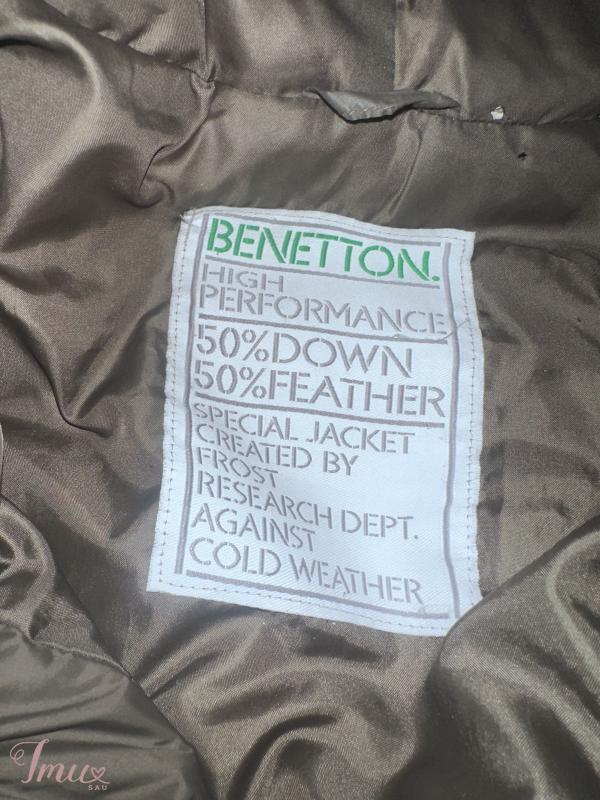 BENETTON.
HIGH
PERFORMANCE
50%DOWN
50%FEATHER
SPECIAL JACKET
CREATED BY
FROST
RESEARCH DEPT.
AGAINST
COLD WEATHER
Imu
SAU